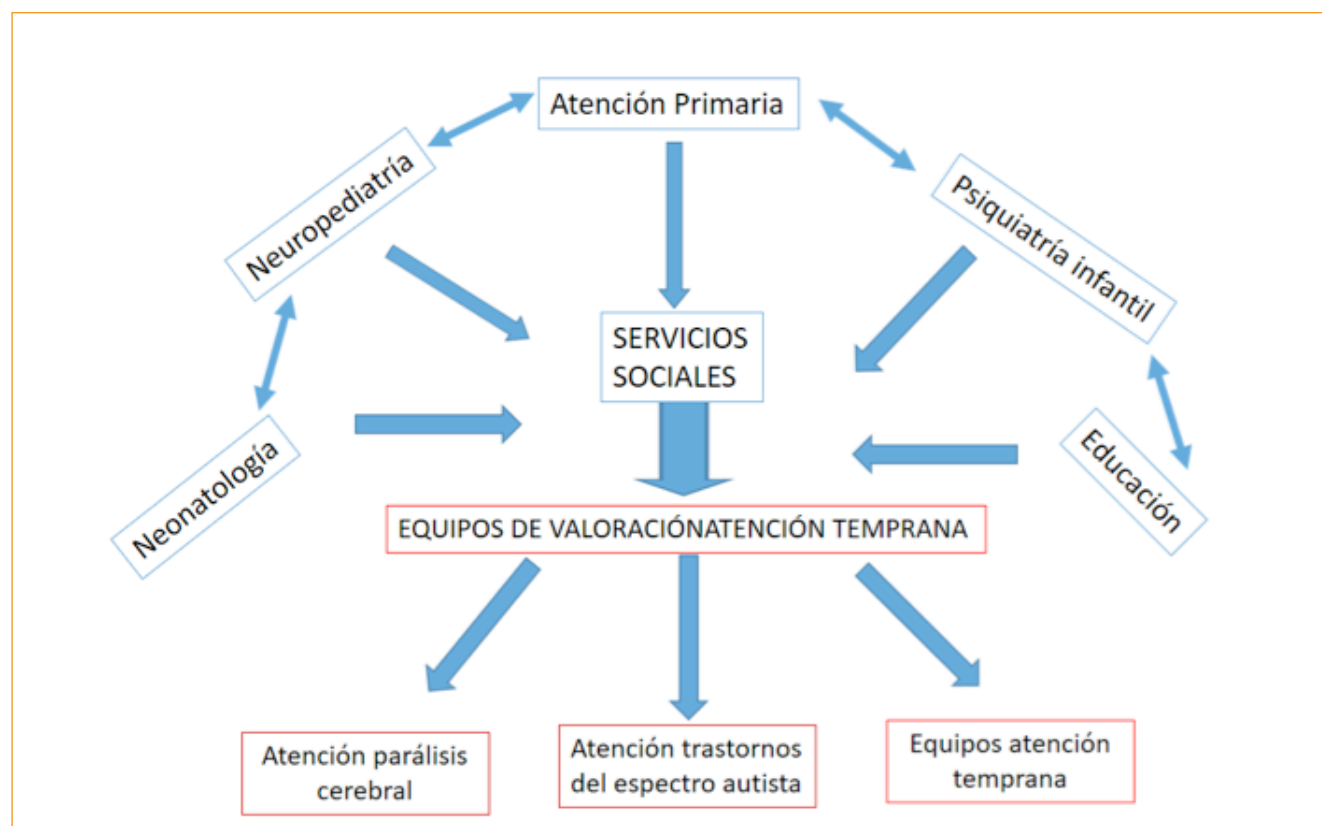 Atención Primaria
Neuropediatría
Psiquiatría infantil
SERVICIOS
SOCIALES
Neonatología
Educación
EQUIPOS DE VALORACIÓNATENCIÓN TEMPRANA
Atención parálisis
cerebral
Atención trastornos
del espectro autista
Equipos atención
temprana